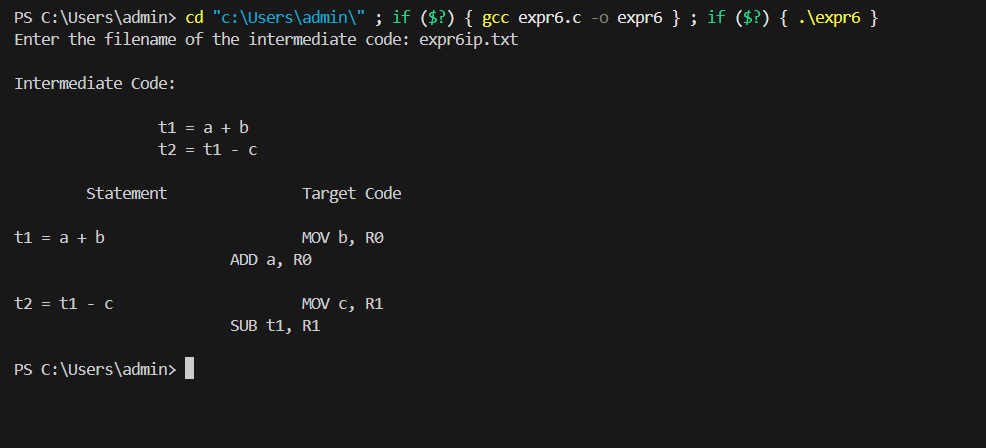 PS C:\Users\admin> cd "c:\Users\admin\" ; if ($?) { gcc expr6.c -o expr6 } ; if ($?) { .\expr6 }
Enter the filename of the intermediate code: expr6ip.txt
Intermediate Code:
t1 = a + b
t2 = t1 - c
Statement Target Code
t1 = a + b MOV b, R0
ADD a, R0
t2 = t1 - c MOV c, R1
SUB t1, R1
PS C:\Users\admin>